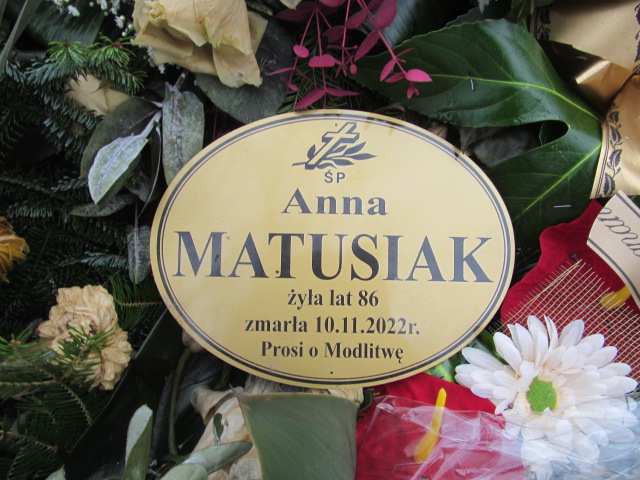 ŚP
Anna
MATUSIAK
żyła lat 86
zmarła 10.11.2022r.
Prosi o Modlitwę